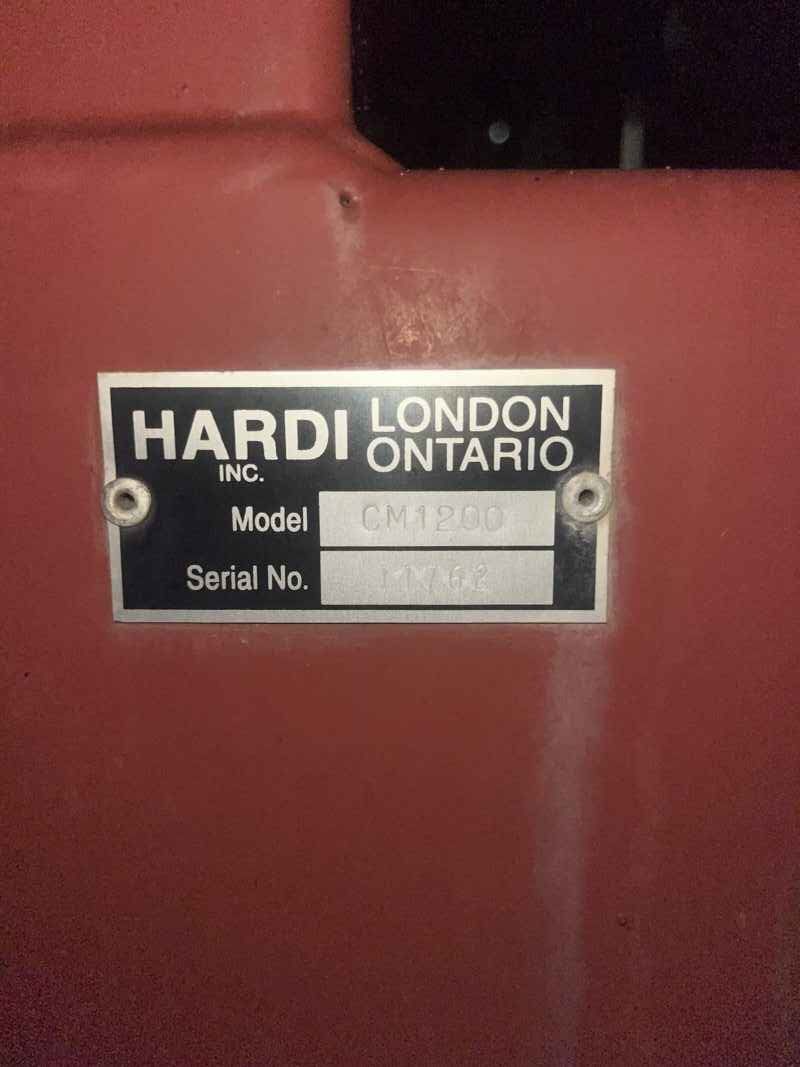 HARDI LONDON
INC. ONTARIO
Model CM1200
Serial No. 11762